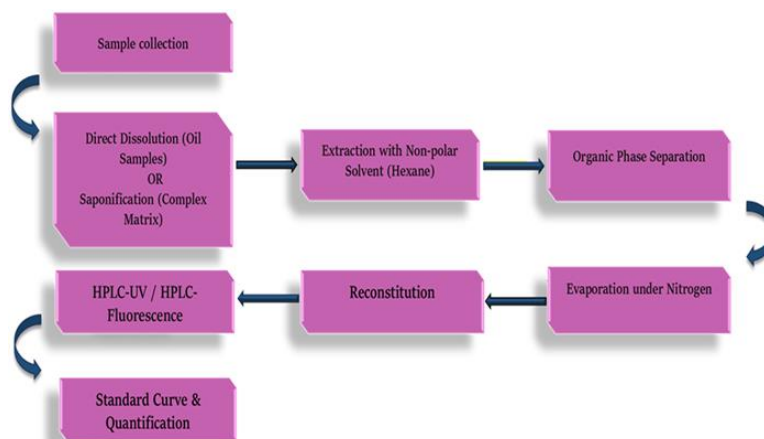 Sample collection
Direct Dissolution (Oil
Samples)
OR
Saponification (Complex
Matrix)
Extraction with Non-polar
Solvent (Hexane)
Organic Phase Separation
Evaporation under Nitrogen
Reconstitution
HPLC-UV / HPLC-
Fluorescence
Standard Curve &
Quantification